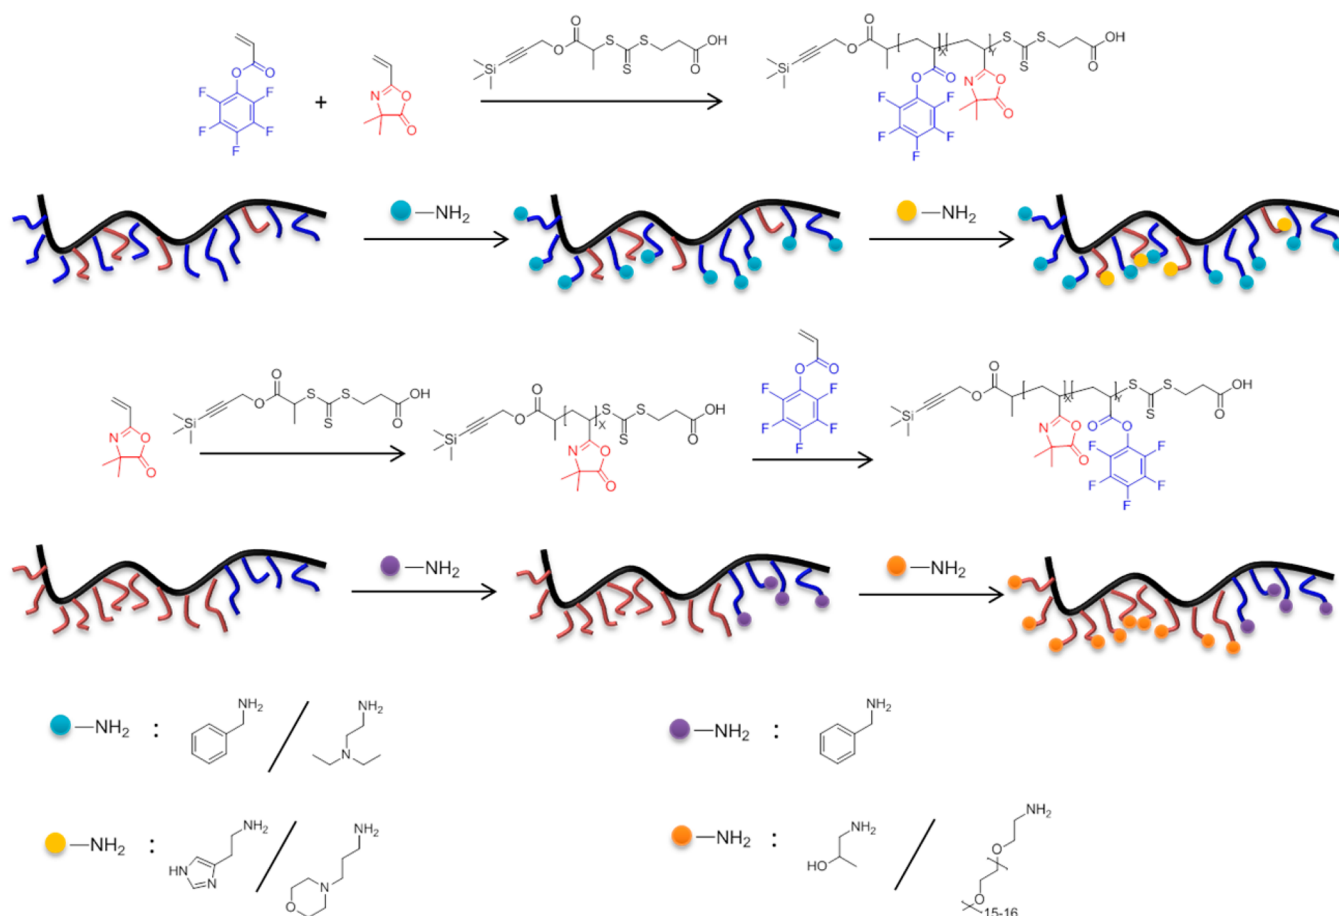 O O
F F
F F
F
+
N O
O
Si
O
O
S S
S
O
OH
Si
O
O
X
Y
S S
S
O
OH
O
O
F F
F F
F
N O
O
—NH2
—NH2
N O
O
Si
O
O
S S
S
O
OH
Si
O
O
X
S S
S
O
OH
N O
O
O O
F F
F F
F
Si
O
O
X
Y
S S
S
O
OH
N O
O
O
O
F F
F F
F
—NH2
—NH2
—NH2 : NH2 / NH2
N
—NH2 : NH2
—NH2 : NH2 / NH2
HN N
N
O
—NH2 : NH2 / NH2
HO
O
O
15-16